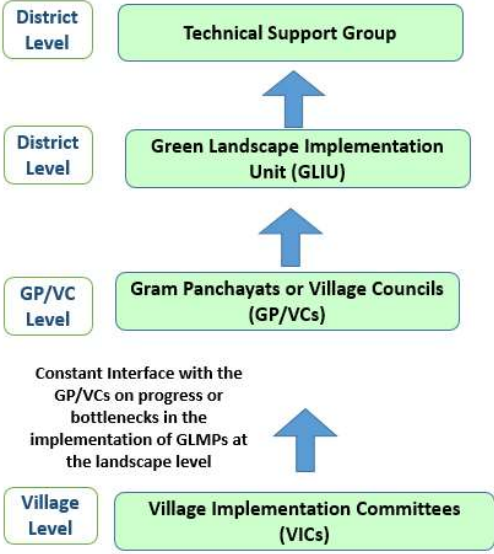 District
Level
Technical Support Group
District
Level
Green Landscape Implementation
Unit (GLIU)
GP/VC
Level
Gram Panchayats or Village Councils
(GP/VCs)
Constant Interface with the
GP/VCs on progress or
bottlenecks in the
implementation of GLMPs at
the landscape level
Village
Level
Village Implementation Committees
(VICs)